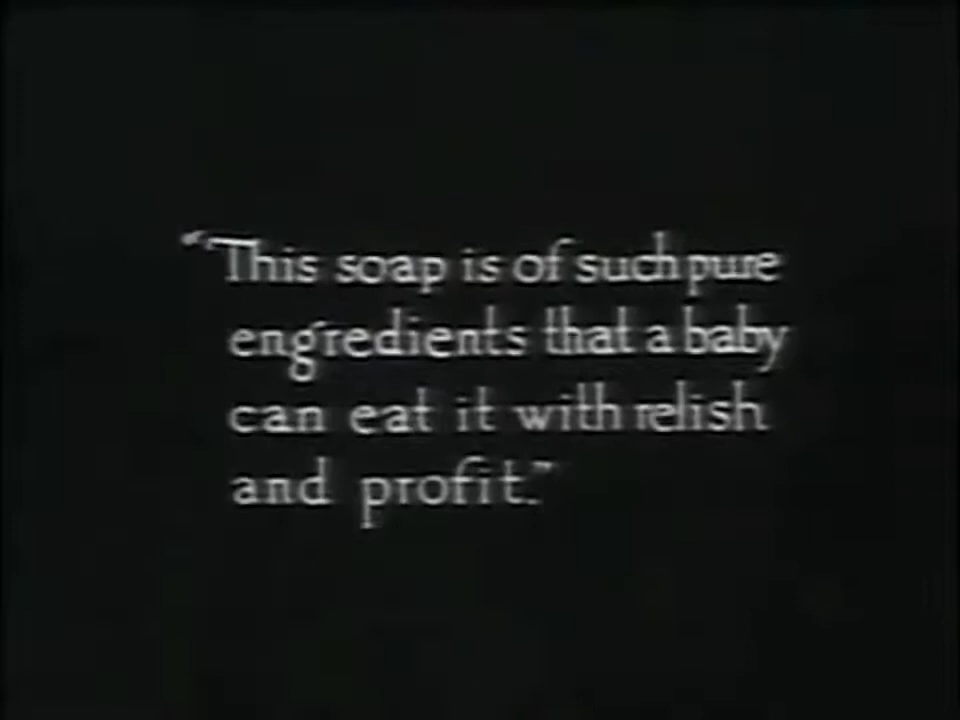 “This soap is of such pure
engredients that a baby
can eat it with relish
and profit.”